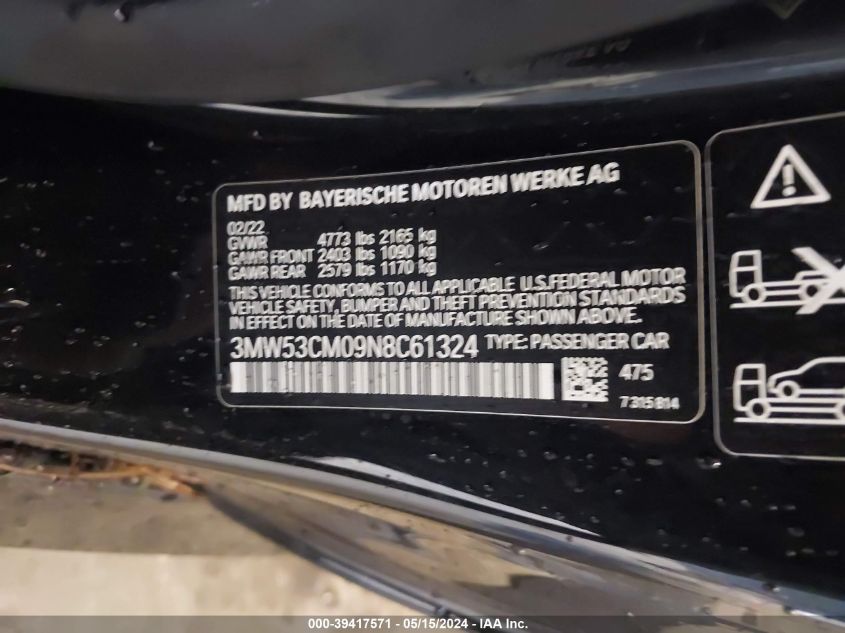 MFD BY BAYERISCHE MOTOREN WERKE AG
02/22
GVWR 4773 lbs 2165 kg
GAWR FRONT 2403 lbs 1090 kg
GAWR REAR 2579 lbs 1170 kg
THIS VEHICLE CONFORMS TO ALL APPLICABLE U.S.FEDERAL MOTOR
VEHICLE SAFETY, BUMPER AND THEFT PREVENTION STANDARDS
IN EFFECT ON THE DATE OF MANUFACTURE SHOWN ABOVE.
3MW53CM09N8C61324 TYPE: PASSENGER CAR
475
7 315 814
000-39417571 - 05/15/2024 - IAA Inc.